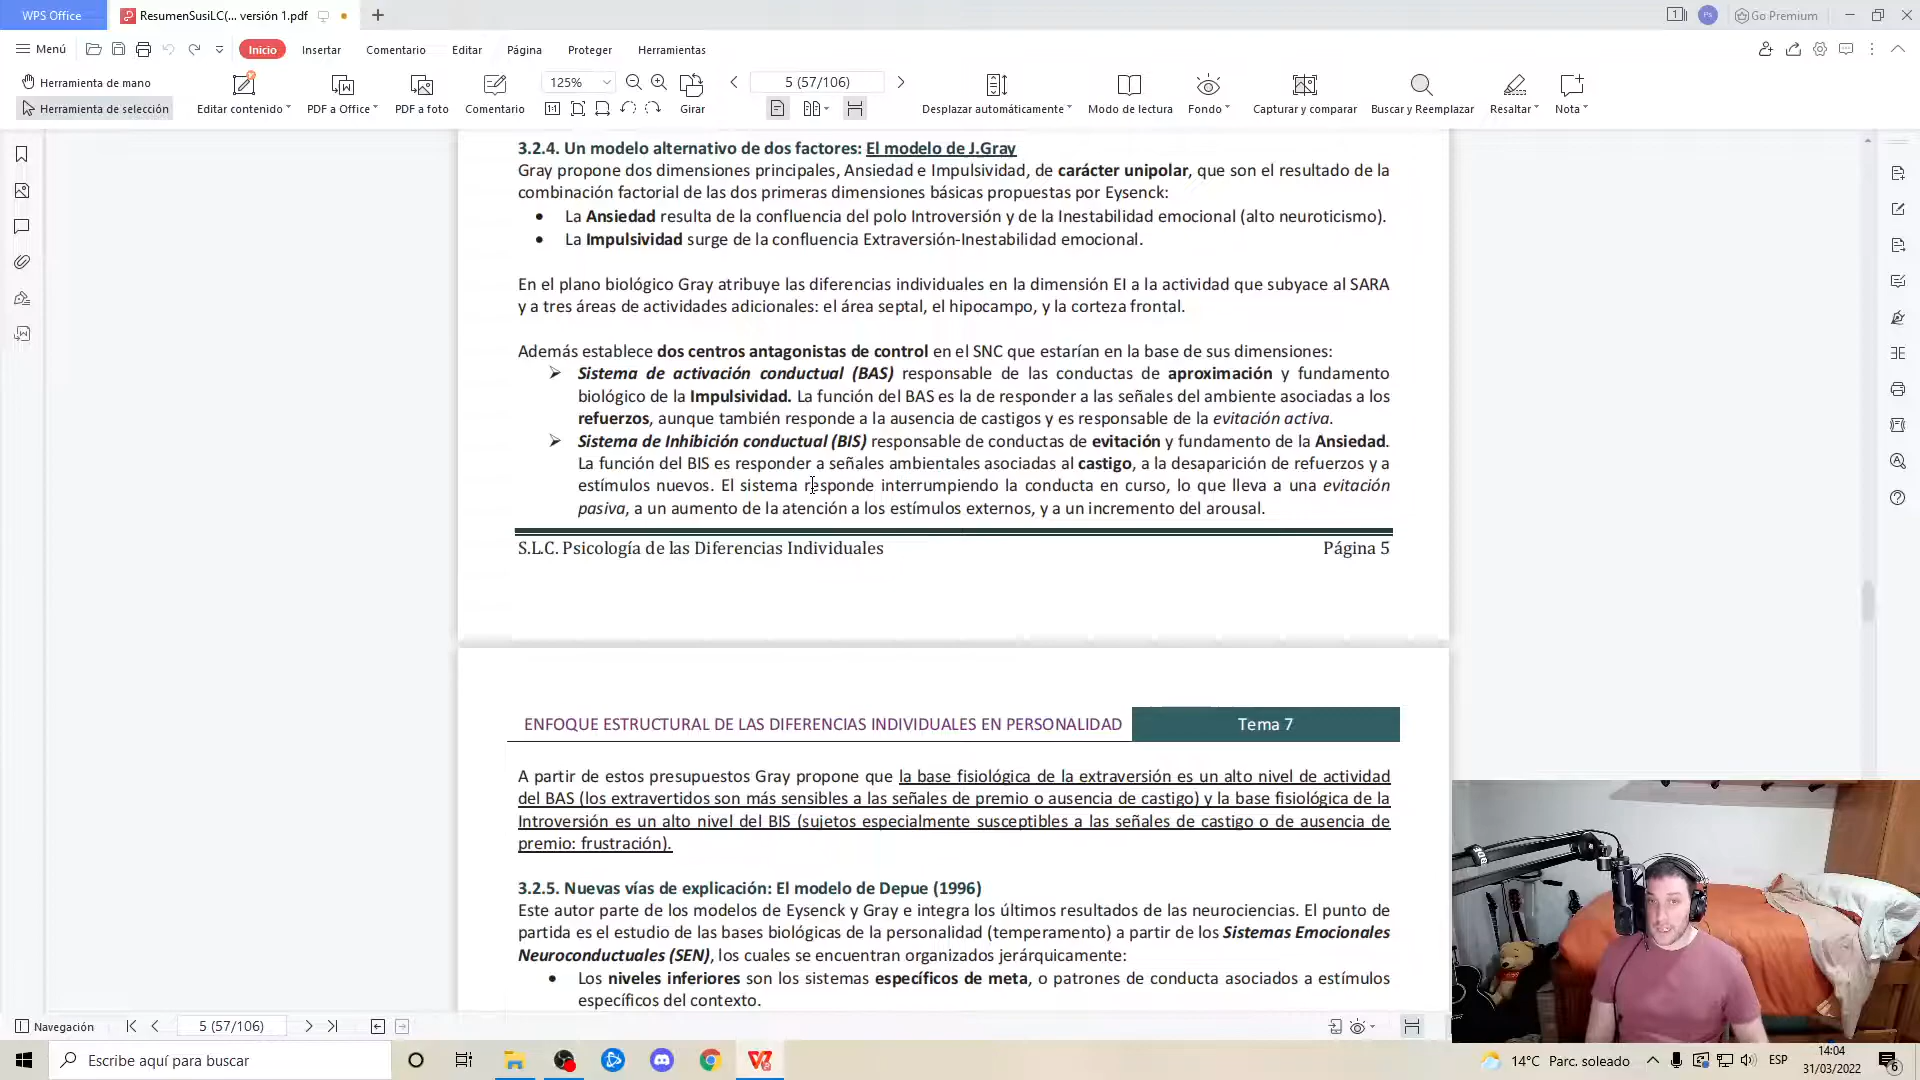 WPS Office
ResumenSusiLC(... versión 1.pdf
1
Ps
Go Premium
Menú
Inicio
Insertar
Comentario
Editar
Página
Proteger
Herramientas
Herramienta de mano
Herramienta de selección
Editar contenido
PDF a Office
PDF a foto
Comentario
125%
Girar
5 (57/106)
Desplazar automáticamente
Modo de lectura
Fondo
Capturar y comparar
Buscar y Reemplazar
Resaltar
Nota
3.2.4. Un modelo alternativo de dos factores: El modelo de J.Gray
Gray propone dos dimensiones principales, Ansiedad e Impulsividad, de carácter unipolar, que son el resultado de la
combinación factorial de las dos primeras dimensiones básicas propuestas por Eysenck:
• La Ansiedad resulta de la confluencia del polo Introversión y de la Inestabilidad emocional (alto neuroticismo).
• La Impulsividad surge de la confluencia Extraversión-Inestabilidad emocional.
En el plano biológico Gray atribuye las diferencias individuales en la dimensión EI a la actividad que subyace al SARA
y a tres áreas de actividades adicionales: el área septal, el hipocampo, y la corteza frontal.
Además establece dos centros antagonistas de control en el SNC que estarían en la base de sus dimensiones:
➢ Sistema de activación conductual (BAS) responsable de las conductas de aproximación y fundamento
biológico de la Impulsividad. La función del BAS es la de responder a las señales del ambiente asociadas a los
refuerzos, aunque también responde a la ausencia de castigos y es responsable de la evitación activa.
➢ Sistema de Inhibición conductual (BIS) responsable de conductas de evitación y fundamento de la Ansiedad.
La función del BIS es responder a señales ambientales asociadas al castigo, a la desaparición de refuerzos y a
estímulos nuevos. El sistema responde interrumpiendo la conducta en curso, lo que lleva a una evitación
pasiva, a un aumento de la atención a los estímulos externos, y a un incremento del arousal.
S.L.C. Psicología de las Diferencias Individuales Página 5
ENFOQUE ESTRUCTURAL DE LAS DIFERENCIAS INDIVIDUALES EN PERSONALIDAD Tema 7
A partir de estos presupuestos Gray propone que la base fisiológica de la extraversión es un alto nivel de actividad
del BAS (los extravertidos son más sensibles a las señales de premio o ausencia de castigo) y la base fisiológica de la
Introversión es un alto nivel del BIS (sujetos especialmente susceptibles a las señales de castigo o de ausencia de
premio: frustración).
3.2.5. Nuevas vías de explicación: El modelo de Depue (1996)
Este autor parte de los modelos de Eysenck y Gray e integra los últimos resultados de las neurociencias. El punto de
partida es el estudio de las bases biológicas de la personalidad (temperamento) a partir de los Sistemas Emocionales
Neuroconductuales (SEN), los cuales se encuentran organizados jerárquicamente:
• Los niveles inferiores son los sistemas específicos de meta, o patrones de conducta asociados a estímulos
específicos del contexto.
Navegación
5 (57/106)
Escribe aquí para buscar
14°C Parc. soleado
ESP
14:04
31/03/2022
6